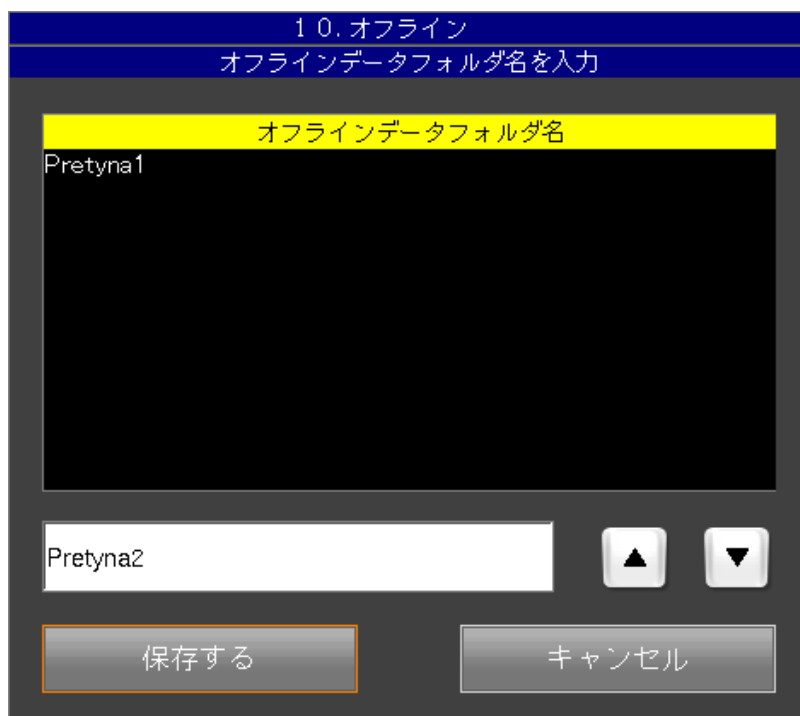 １０.オフライン
オフラインデータフォルダ名を入力
オフラインデータフォルダ名
Pretyna1
Pretyna2
▲ ▼
保存する キャンセル